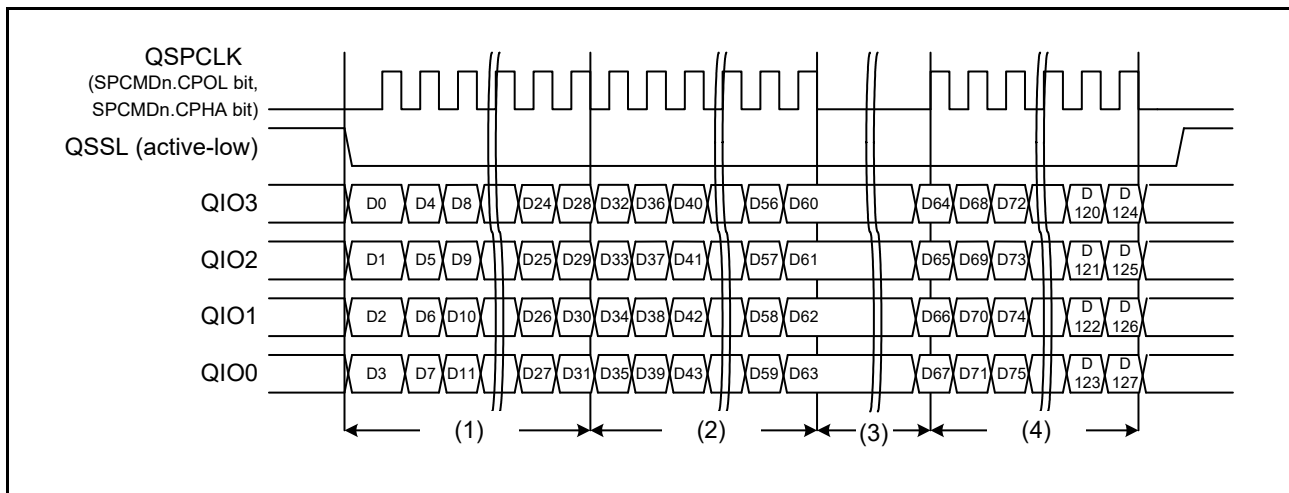 QSPCLK
(SPCMDn.CPOL bit,
SPCMDn.CPHA bit)
QSSL (active-low)
QIO3 D0 D4 D8 D24 D28 D32 D36 D40 D56 D60 D64 D68 D72 D 120 D 124
QIO2 D1 D5 D9 D25 D29 D33 D37 D41 D57 D61 D65 D69 D73 D 121 D 125
QIO1 D2 D6 D10 D26 D30 D34 D38 D42 D58 D62 D66 D70 D74 D 122 D 126
QIO0 D3 D7 D11 D27 D31 D35 D39 D43 D59 D63 D67 D71 D75 D 123 D 127
(1) (2) (3) (4)